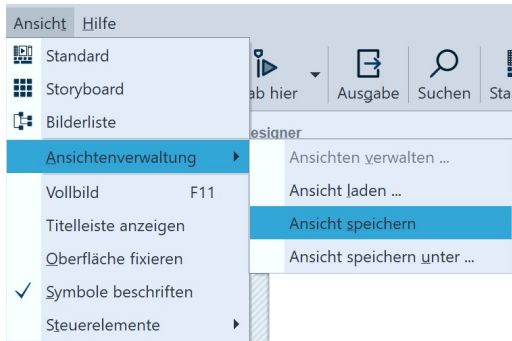 Ansicht Hilfe
Standard
Storyboard
Bilderliste
Ansichtenverwaltung
Vollbild F11
Titelleiste anzeigen
Oberfläche fixieren
Symbole beschriften
Steuerelemente
ab hier Ausgabe Suchen Sta
esigner
Ansichten verwalten ...
Ansicht laden ...
Ansicht speichern
Ansicht speichern unter ...